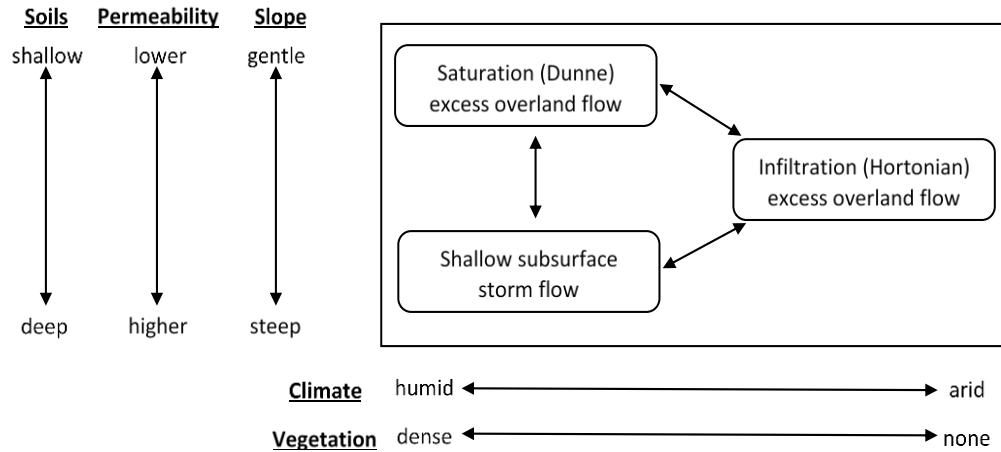 Soils Permeability Slope
shallow lower gentle
Saturation (Dunne)
excess overland flow
Infiltration (Hortonian)
excess overland flow
Shallow subsurface
storm flow
deep higher steep
Climate humid arid
Vegetation dense none